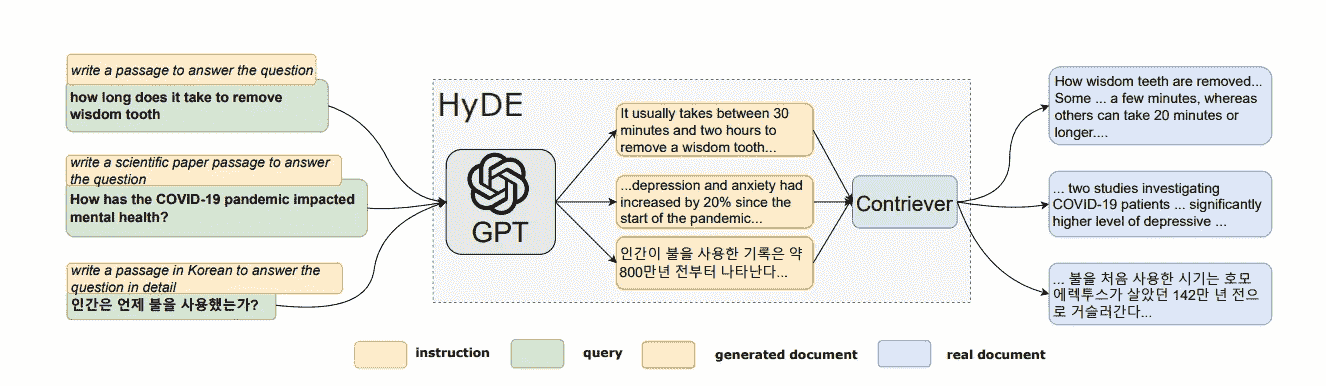 write a passage to answer the question
how long does it take to remove
wisdom tooth
write a scientific paper passage to answer
the question
How has the COVID-19 pandemic impacted
mental health?
write a passage in Korean to answer the
question in detail
인간은 언제 불을 사용했는가?
HyDE
GPT
It usually takes between 30
minutes and two hours to
remove a wisdom tooth...
...depression and anxiety had
increased by 20% since the
start of the pandemic...
인간이 불을 사용한 기록은 약
800만년 전부터 나타난다...
Contriever
How wisdom teeth are removed...
Some ... a few minutes, whereas
others can take 20 minutes or
longer....
... two studies investigating
COVID-19 patients ... significantly
higher level of depressive ...
... 불을 처음 사용한 시기는 호모
에렉투스가 살았던 142만 년 전으
로 거슬러간다...
instruction
query
generated document
real document